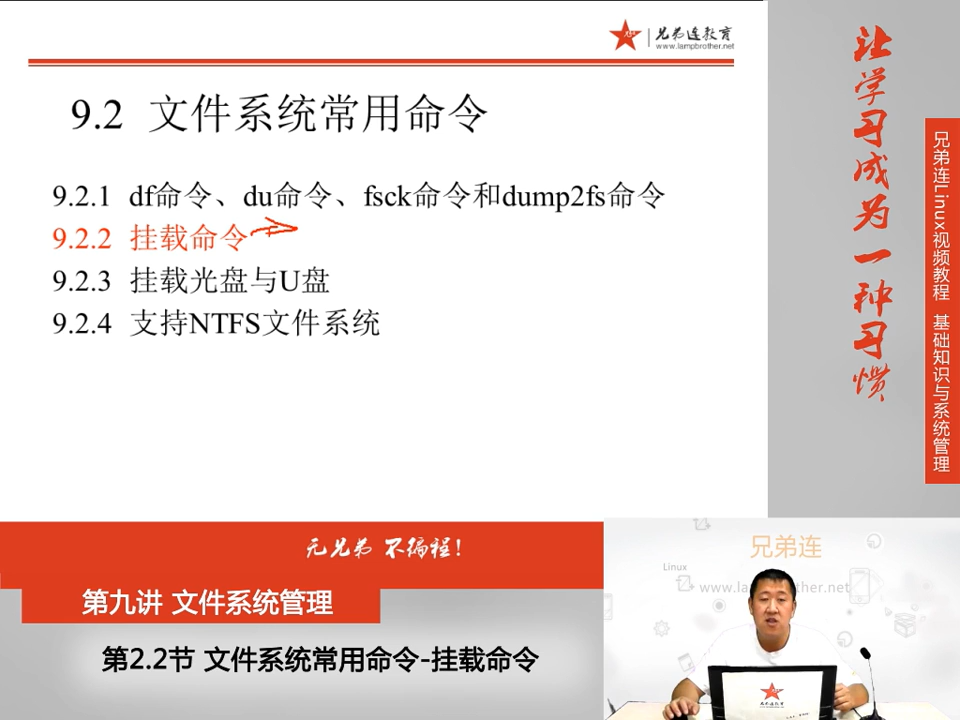 兄弟连教育
www.lampbrother.net
9.2 文件系统常用命令
9.2.1 df命令、du命令、fsck命令和dump2fs命令
9.2.2 挂载命令
9.2.3 挂载光盘与U盘
9.2.4 支持NTFS文件系统
让学习成为一种习惯
兄弟连Linux视频教程 基础知识与系统管理
无兄弟 不编程!
第九讲 文件系统管理
第2.2节 文件系统常用命令-挂载命令
兄弟连
Linux
兄弟连教育